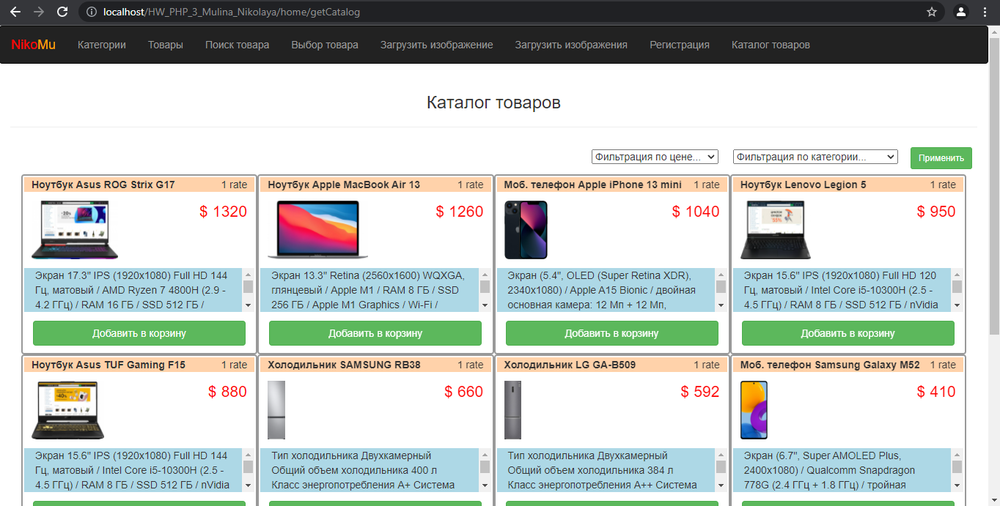 localhost/HW_PHP_3_Mulina_Nikolaya/home/getCatalog
NikoMu Категории Товары Поиск товара Выбор товара Загрузить изображение Загрузить изображения Регистрация Каталог товаров
Каталог товаров
Фильтрация по цене... Фильтрация по категории... Применить
Ноутбук Asus ROG Strix G17 1 rate
$ 1320
Экран 17.3" IPS (1920x1080) Full HD 144
Гц, матовый / AMD Ryzen 7 4800H (2.9 -
4.2 ГГц) / RAM 16 ГБ / SSD 512 ГБ /
Добавить в корзину
Ноутбук Apple MacBook Air 13 1 rate
$ 1260
Экран 13.3" Retina (2560x1600) WQXGA,
глянцевый / Apple M1 / RAM 8 ГБ / SSD
256 ГБ / Apple M1 Graphics / Wi-Fi /
Добавить в корзину
Моб. телефон Apple iPhone 13 mini 1 rate
$ 1040
Экран (5.4", OLED (Super Retina XDR),
2340x1080) / Apple A15 Bionic / двойная
основная камера: 12 Мп + 12 Мп,
Добавить в корзину
Ноутбук Lenovo Legion 5 1 rate
$ 950
Экран 15.6" IPS (1920x1080) Full HD 120
Гц, матовый / Intel Core i5-10300H (2.5 -
4.5 ГГц) / RAM 8 ГБ / SSD 512 ГБ / nVidia
Добавить в корзину
Ноутбук Asus TUF Gaming F15 1 rate
$ 880
Экран 15.6" IPS (1920x1080) Full HD 144
Гц, матовый / Intel Core i5-10300H (2.5 -
4.5 ГГц) / RAM 8 ГБ / SSD 512 ГБ / nVidia
Холодильник SAMSUNG RB38 1 rate
$ 660
Тип холодильника Двухкамерный
Общий объем холодильника 400 л
Класс энергопотребления A+ Система
Холодильник LG GA-B509 1 rate
$ 592
Тип холодильника Двухкамерный
Общий объем холодильника 384 л
Класс энергопотребления A++ Система
Моб. телефон Samsung Galaxy M52 1 rate
$ 410
Экран (6.7", Super AMOLED Plus,
2400x1080) / Qualcomm Snapdragon
778G (2.4 ГГц + 1.8 ГГц) / тройная